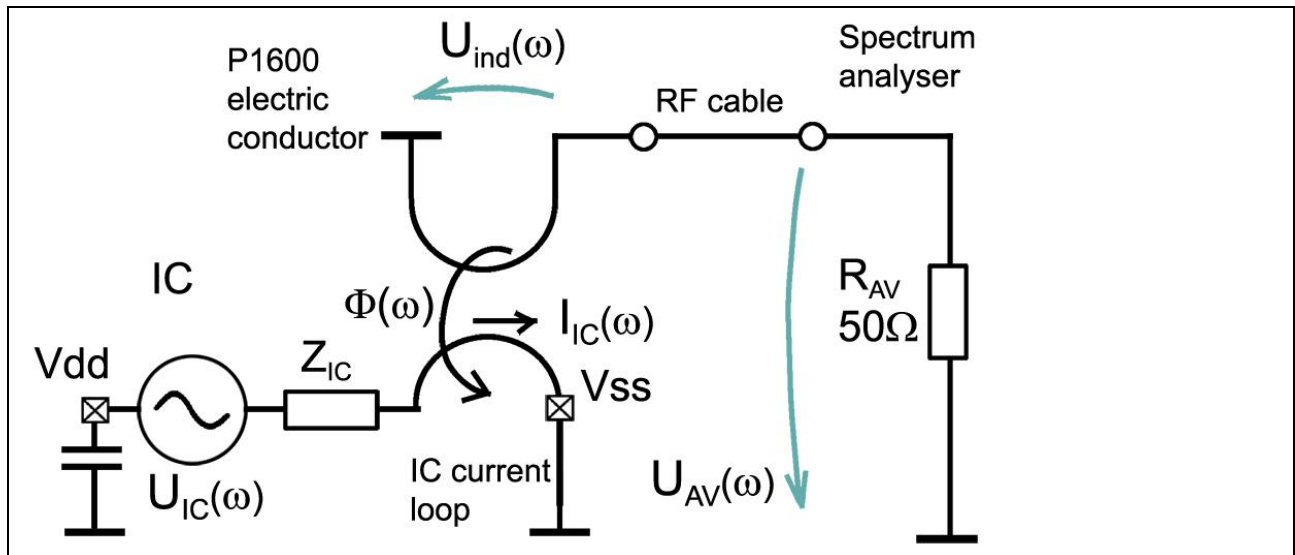 P1600
electric
conductor
U_ind(ω)
Spectrum
analyser
RF cable
IC
Φ(ω)
I_IC(ω)
R_AV
50Ω
Vdd
Z_IC
Vss
U_IC(ω)
IC current
loop
U_AV(ω)